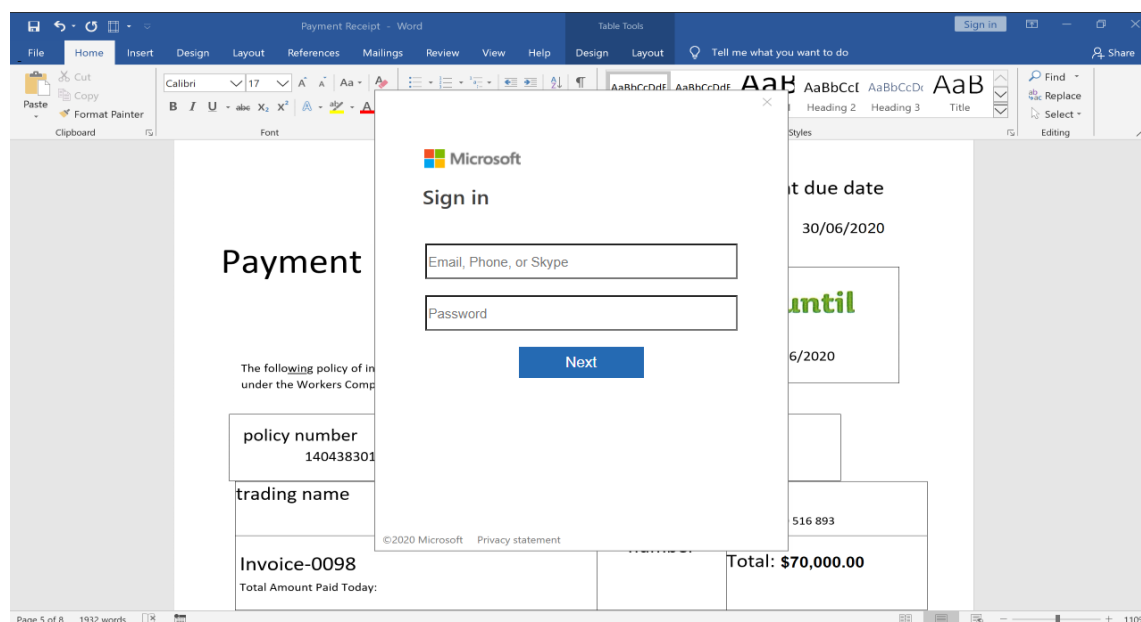 Payment Receipt - Word
Table Tools
Sign in
File Home Insert Design Layout References Mailings Review View Help Design Layout Tell me what you want to do Share
Paste
Cut
Copy
Format Painter
Clipboard
Calibri 17
B I U abc X₂ X² A
Font
AaBbCcDdE AaBbCcDdE AaB AaBbCcI AaBbCcDc AaB
Heading 2 Heading 3 Title
Styles
Find
Replace
Select
Editing
Microsoft
Sign in
Email, Phone, or Skype
Password
Next
©2020 Microsoft Privacy statement
t due date
30/06/2020
Payment
until
6/2020
The following policy of in
under the Workers Comp
policy number
140438301
trading name
516 893
Invoice-0098
Total Amount Paid Today:
Total: $70,000.00
Page 5 of 8 1932 words
110%